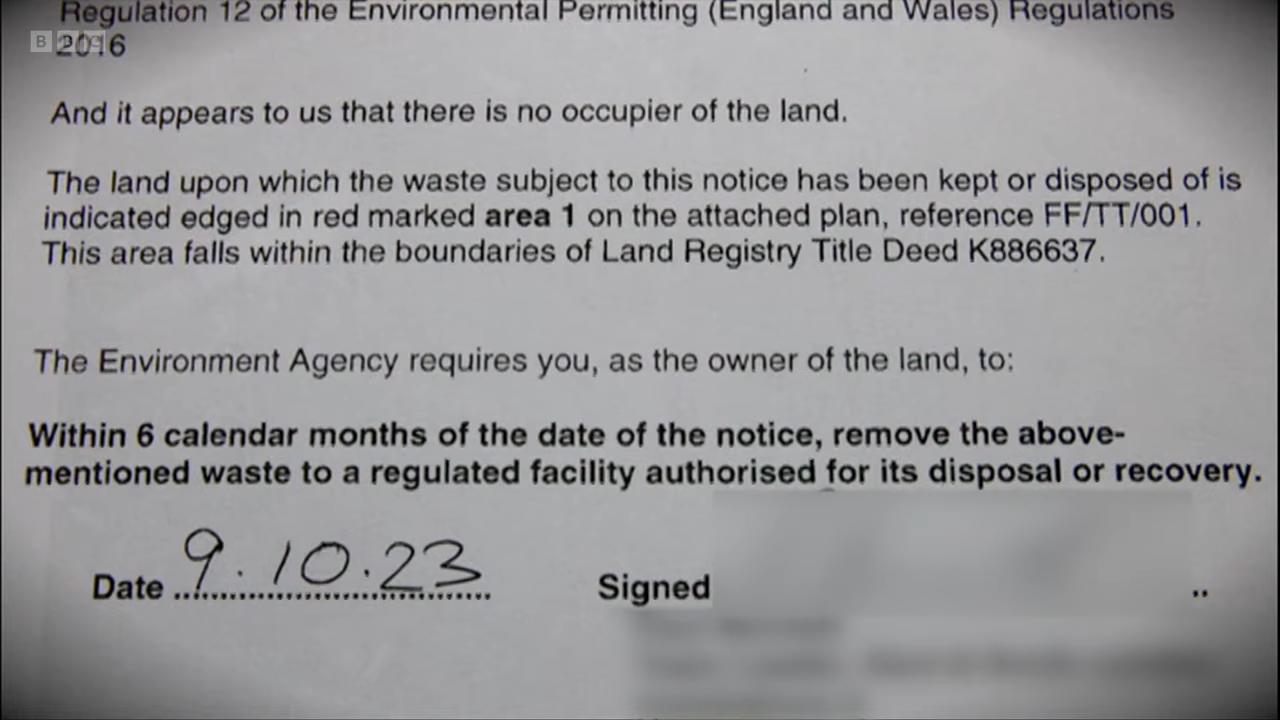 Regulation 12 of the Environmental Permitting (England and Wales) Regulations
BBC
2016
And it appears to us that there is no occupier of the land.
The land upon which the waste subject to this notice has been kept or disposed of is
indicated edged in red marked area 1 on the attached plan, reference FF/TT/001.
This area falls within the boundaries of Land Registry Title Deed K886637.
The Environment Agency requires you, as the owner of the land, to:
Within 6 calendar months of the date of the notice, remove the above-
mentioned waste to a regulated facility authorised for its disposal or recovery.
Date 9.10.23 Signed